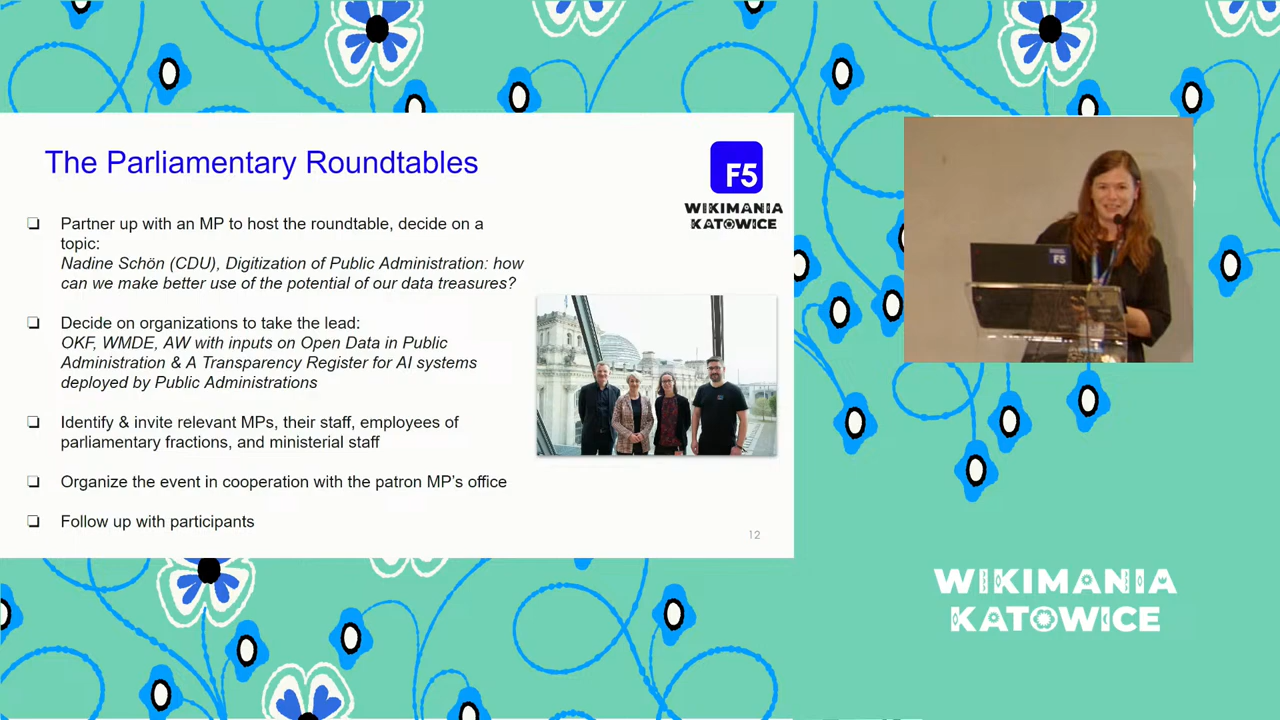 The Parliamentary Roundtables
F5
WIKIMANIA
KATOWICE
❏ Partner up with an MP to host the roundtable, decide on a
topic:
Nadine Schön (CDU), Digitization of Public Administration: how
can we make better use of the potential of our data treasures?
❏ Decide on organizations to take the lead:
OKF, WMDE, AW with inputs on Open Data in Public
Administration & A Transparency Register for AI systems
deployed by Public Administrations
❏ Identify & invite relevant MPs, their staff, employees of
parliamentary fractions, and ministerial staff
❏ Organize the event in cooperation with the patron MP's office
❏ Follow up with participants
12
F5
WIKIMANIA
KATOWICE